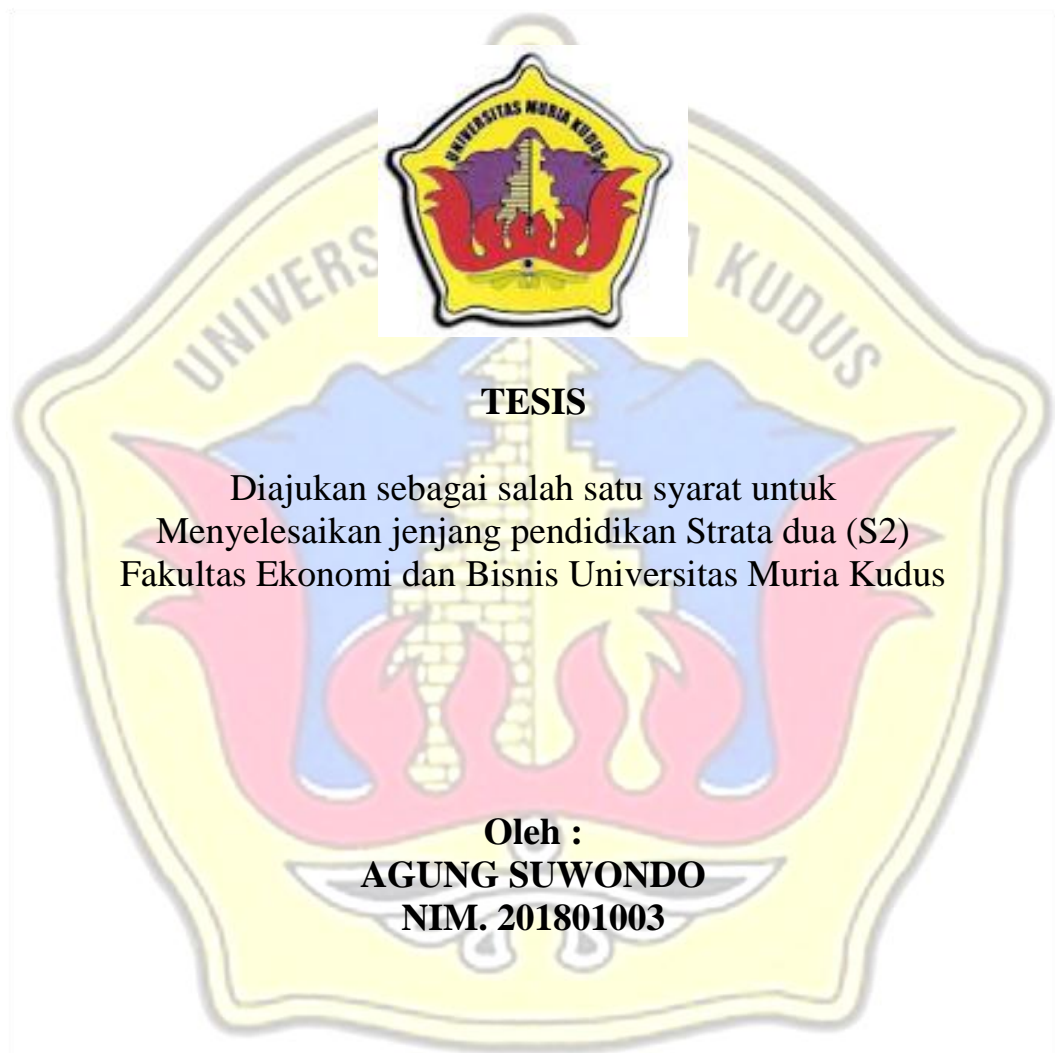 UNIVERSITAS MURIA KUDUS
TESIS
Diajukan sebagai salah satu syarat untuk
Menyelesaikan jenjang pendidikan Strata dua (S2)
Fakultas Ekonomi dan Bisnis Universitas Muria Kudus
Oleh :
AGUNG SUWONDO
NIM. 201801003